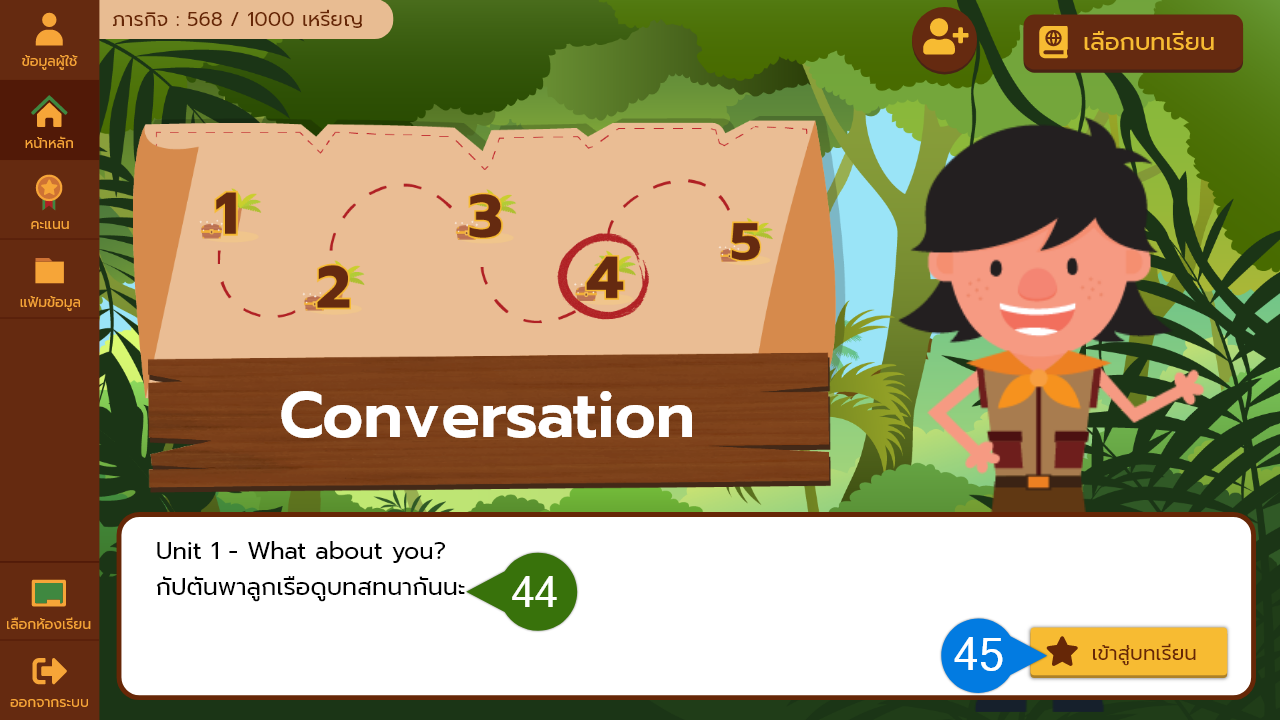 ภารกิจ : 568 / 1000 เหรียญ
เลือกบทเรียน
ข้อมูลผู้ใช้
หน้าหลัก
คะแนน
แฟ้มข้อมูล
เลือกห้องเรียน
ออกจากระบบ
1
2
3
4
5
Conversation
Unit 1 - What about you?
กัปตันพาลูกเรือดูบทสทนากันนะ
44
45
เข้าสู่บทเรียน